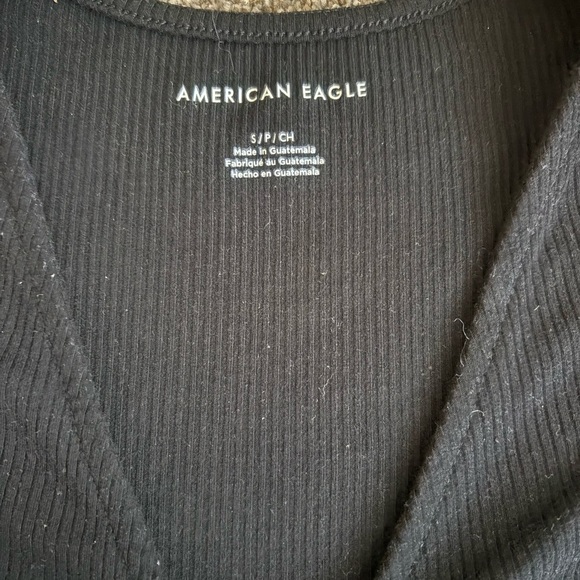 AMERICAN EAGLE
S/P/CH
Made in Guatemala
Fabriqué au Guatemala
Hecho en Guatemala